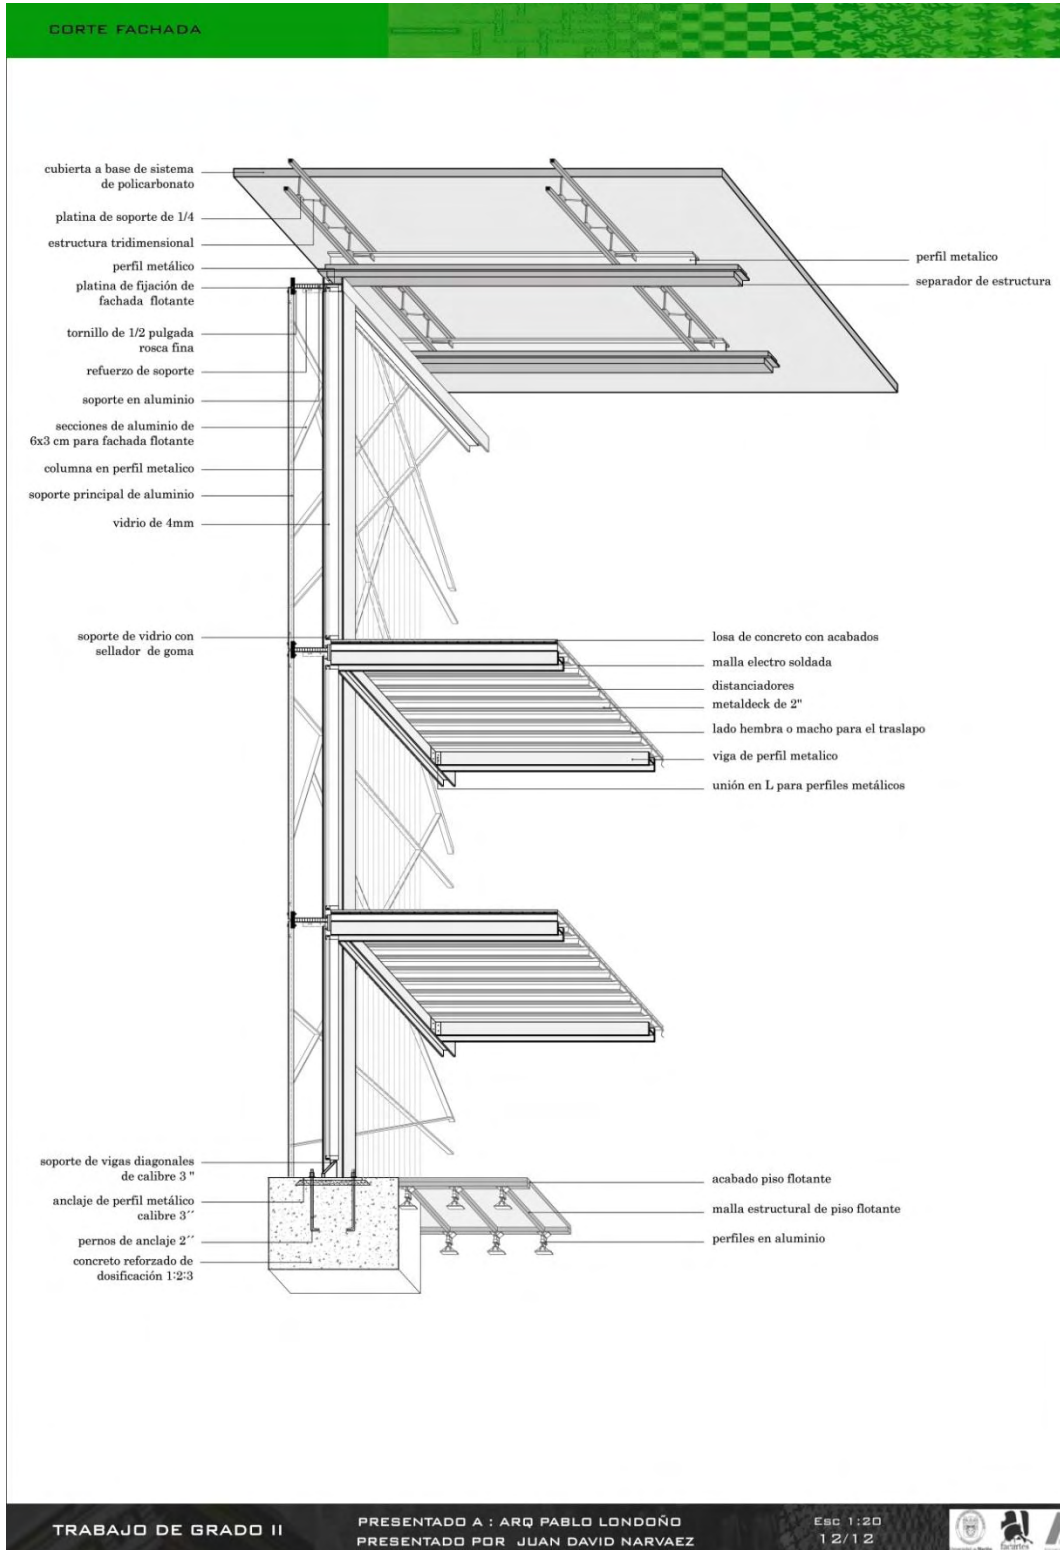 CORTE FACHADA
cubierta a base de sistema
de policarbonato
platina de soporte de 1/4
estructura tridimensional
perfil metálico
platina de fijación de
fachada flotante
tornillo de 1/2 pulgada
rosca fina
refuerzo de soporte
soporte en aluminio
secciones de aluminio de
6x3 cm para fachada flotante
columna en perfil metalico
soporte principal de aluminio
vidrio de 4mm
soporte de vidrio con
sellador de goma
soporte de vigas diagonales
de calibre 3 "
anclaje de perfil metálico
calibre 3´´
pernos de anclaje 2´´
concreto reforzado de
dosificación 1:2:3
perfil metalico
separador de estructura
losa de concreto con acabados
malla electro soldada
distanciadores
metaldeck de 2"
lado hembra o macho para el traslapo
viga de perfil metalico
unión en L para perfiles metálicos
acabado piso flotante
malla estructural de piso flotante
perfiles en aluminio
TRABAJO DE GRADO II
PRESENTADO A : ARQ PABLO LONDOÑO
PRESENTADO POR JUAN DAVID NARVAEZ
Esc 1:20
12/12